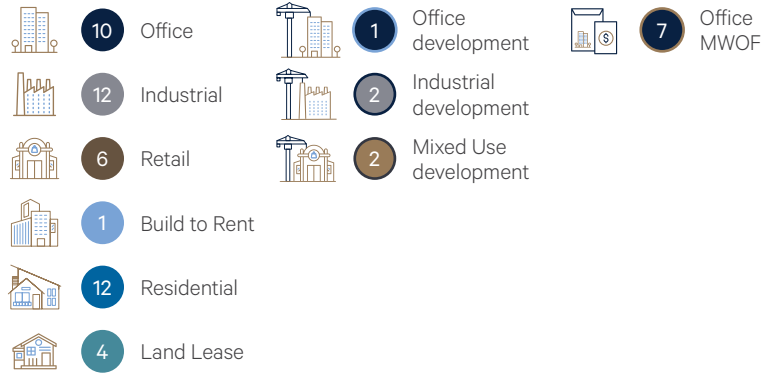 10 Office
12 Industrial
6 Retail
1 Build to Rent
12 Residential
4 Land Lease
1 Office
development
2 Industrial
development
2 Mixed Use
development
$
7 Office
MWOF